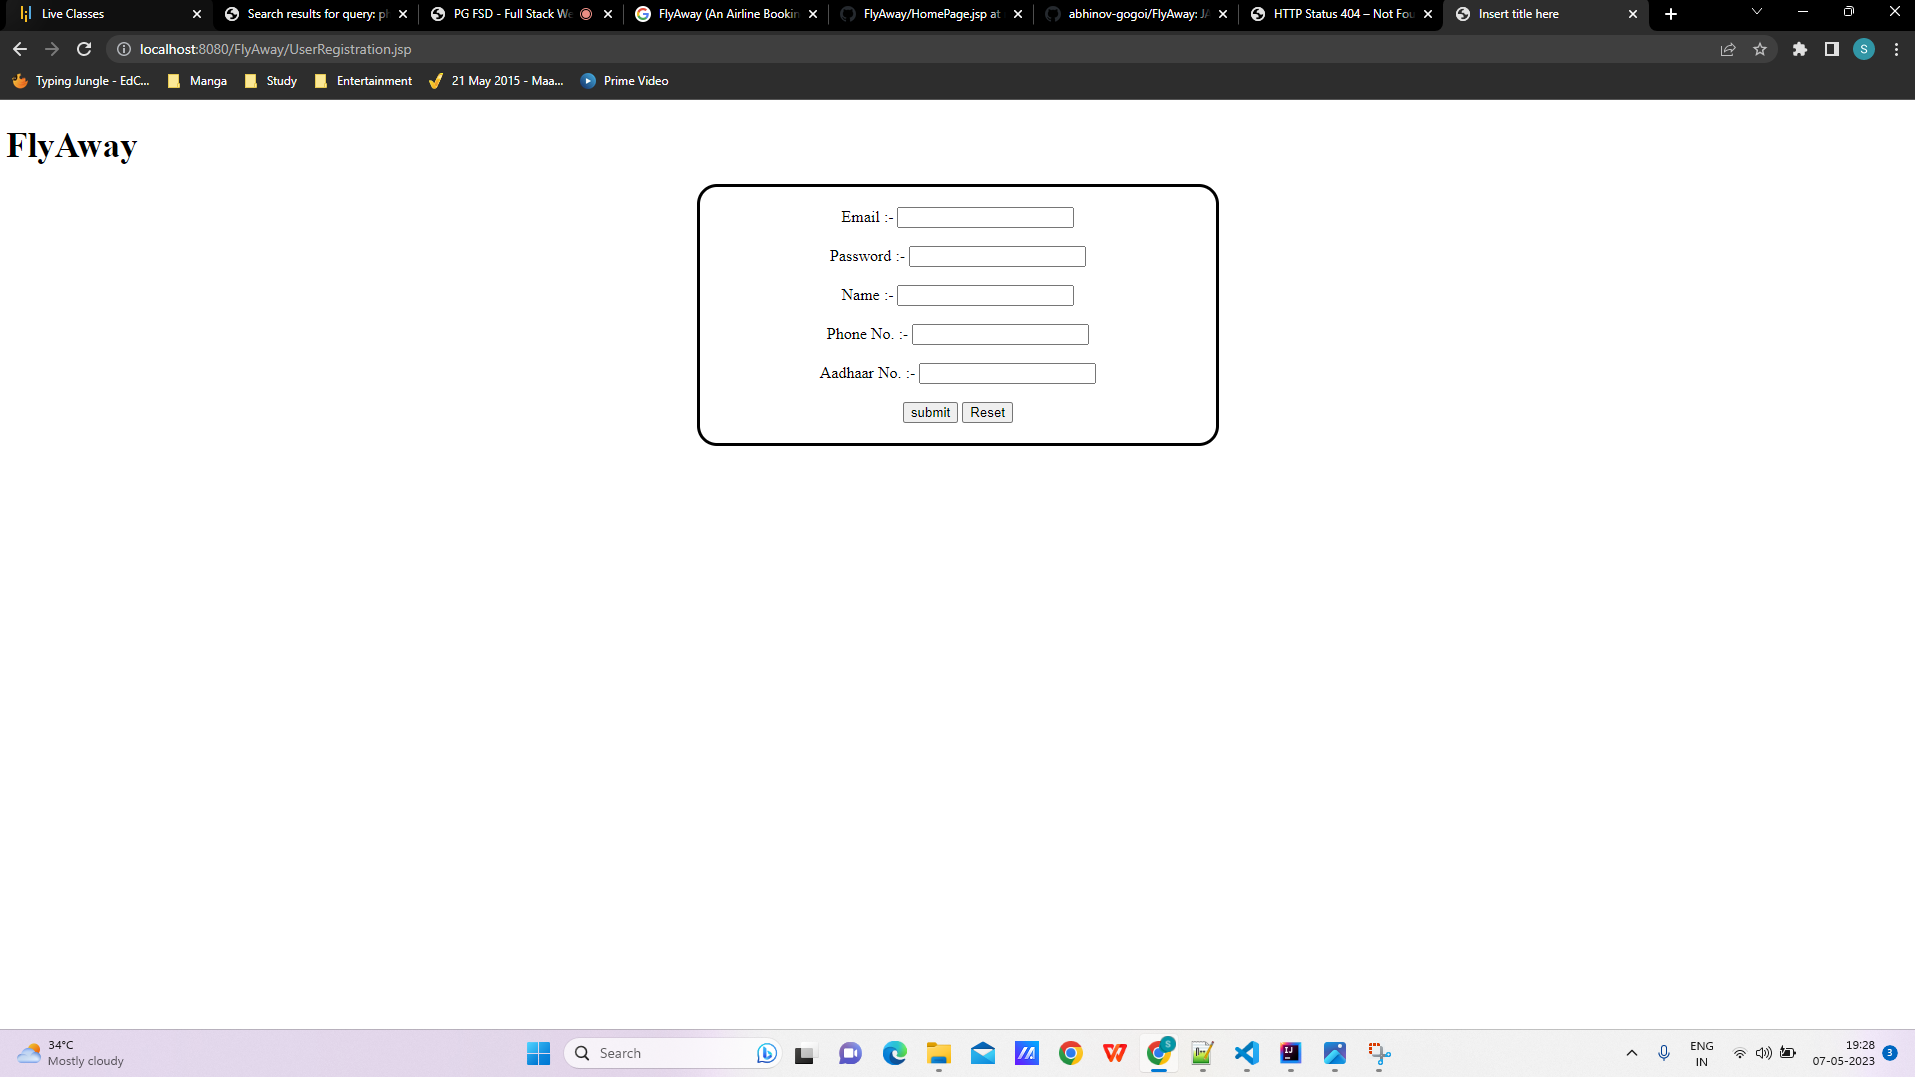 Live Classes
Search results for query: pl
PG FSD - Full Stack We
FlyAway (An Airline Bookin
FlyAway/HomePage.jsp at
abhinov-gogoi/FlyAway: JA
HTTP Status 404 – Not Fou
Insert title here
localhost:8080/FlyAway/UserRegistration.jsp
S
Typing Jungle - EdC...
Manga
Study
Entertainment
21 May 2015 - Maa...
Prime Video
FlyAway
Email :-
Password :-
Name :-
Phone No. :-
Aadhaar No. :-
submit Reset
34°C
Mostly cloudy
Search
ENG
IN
19:28
07-05-2023
3